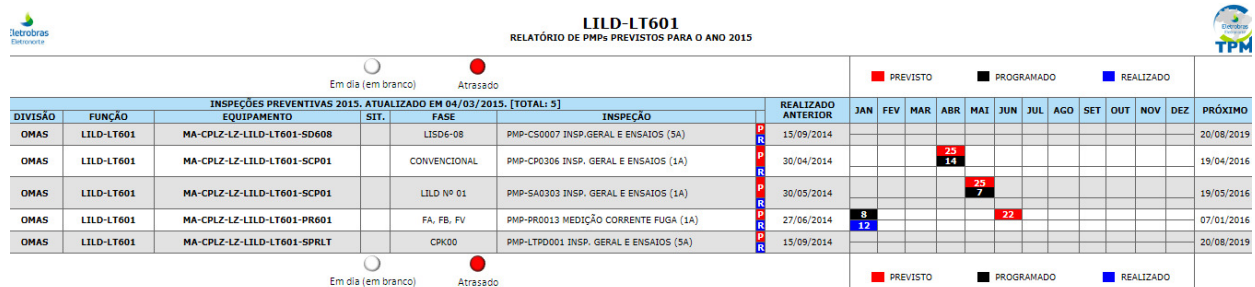 Eletrobras
Eletronorte
LILD-LT601
RELATÓRIO DE PMPs PREVISTOS PARA O ANO 2015
Eletrobras
TPM
Em dia (em branco) Atrasado
PREVISTO PROGRAMADO REALIZADO
INSPEÇÕES PREVENTIVAS 2015. ATUALIZADO EM 04/03/2015. [TOTAL: 5]
DIVISÃO FUNÇÃO EQUIPAMENTO SIT. FASE INSPEÇÃO REALIZADO ANTERIOR JAN FEV MAR ABR MAI JUN JUL AGO SET OUT NOV DEZ PRÓXIMO
OMAS LILD-LT601 MA-CPLZ-LZ-LILD-LT601-SD608 LISD6-08 PMP-CS0007 INSP.GERAL E ENSAIOS (5A) P R 15/09/2014 20/08/2019
OMAS LILD-LT601 MA-CPLZ-LZ-LILD-LT601-SCP01 CONVENCIONAL PMP-CP0306 INSP. GERAL E ENSAIOS (1A) P R 30/04/2014 25 14 19/04/2016
OMAS LILD-LT601 MA-CPLZ-LZ-LILD-LT601-SCP01 LILD Nº 01 PMP-SA0303 INSP. GERAL E ENSAIOS (1A) P R 30/05/2014 25 7 19/05/2016
OMAS LILD-LT601 MA-CPLZ-LZ-LILD-LT601-PR601 FA, FB, FV PMP-PR0013 MEDIÇÃO CORRENTE FUGA (1A) P R 27/06/2014 8 12 22 07/01/2016
OMAS LILD-LT601 MA-CPLZ-LZ-LILD-LT601-SPRLT CPK00 PMP-LTPD001 INSP. GERAL E ENSAIOS (5A) P R 15/09/2014 20/08/2019
Em dia (em branco) Atrasado
PREVISTO PROGRAMADO REALIZADO